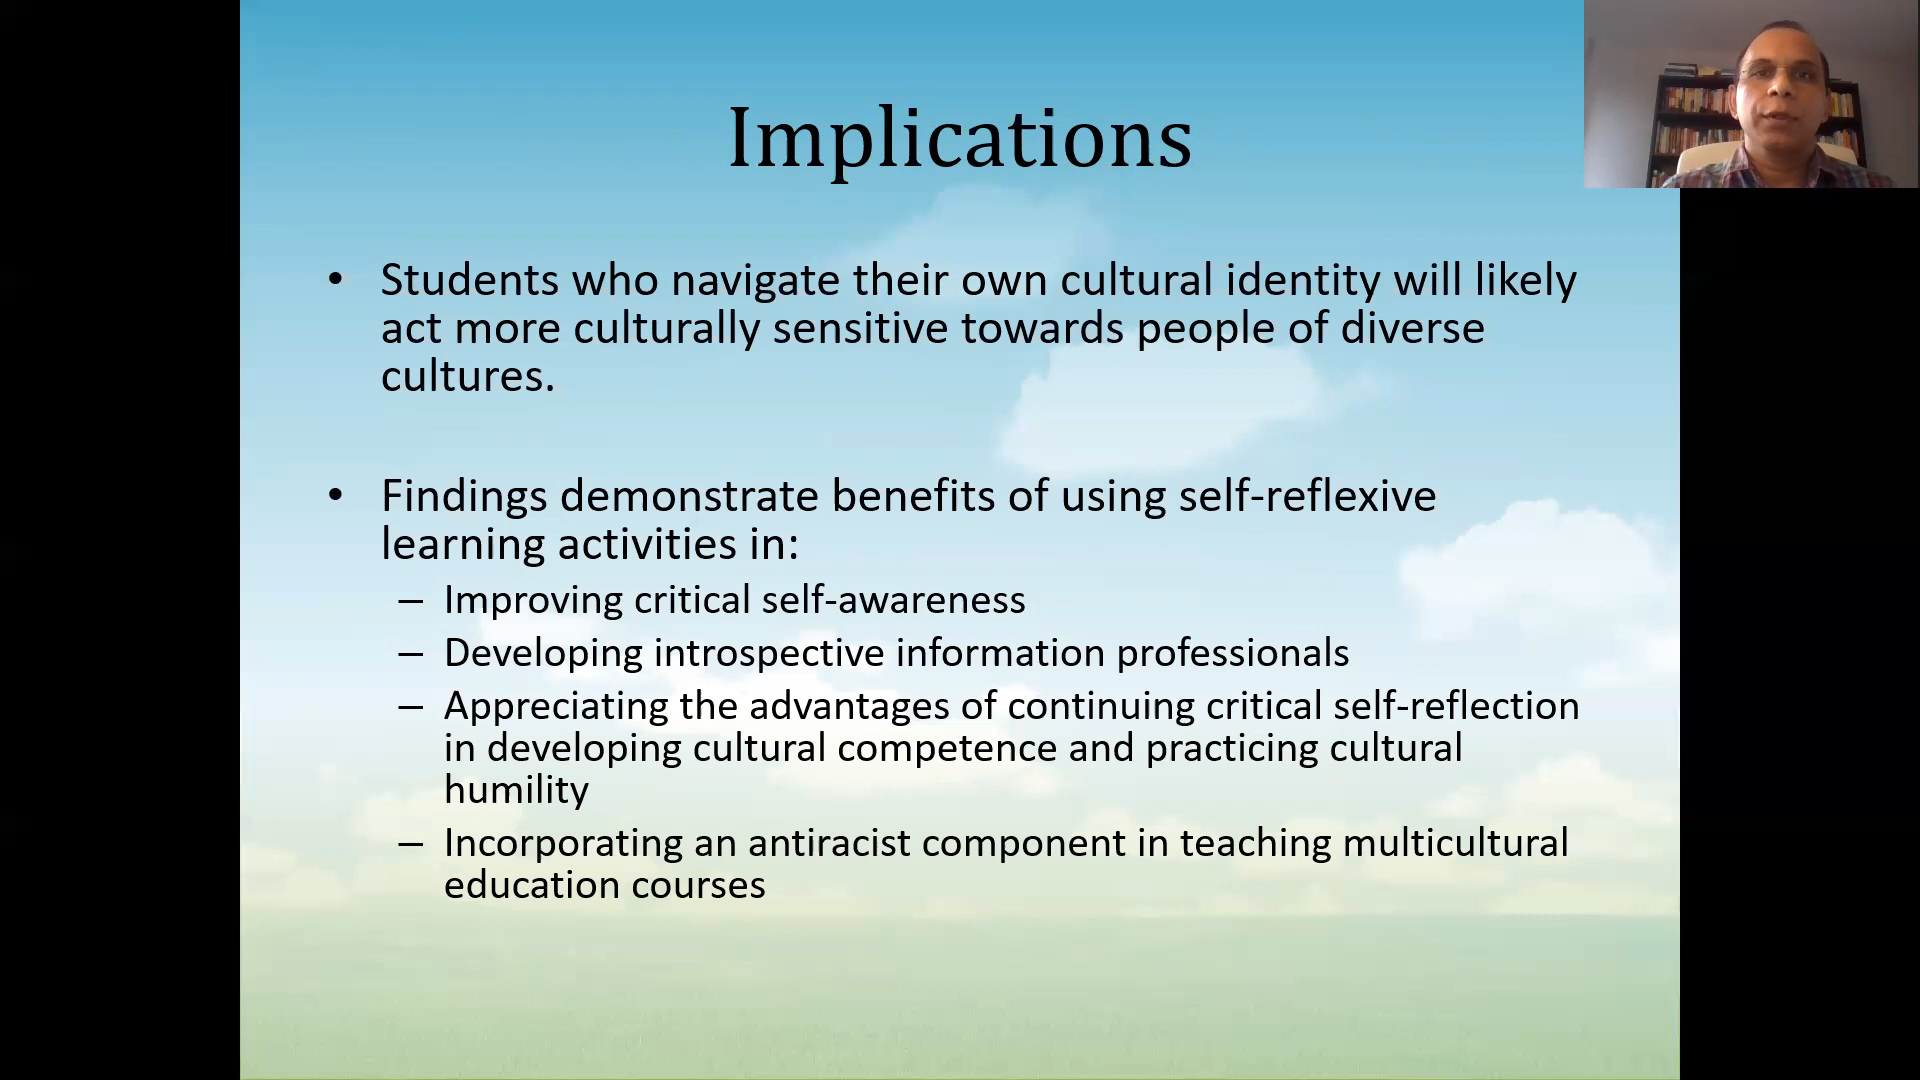 Implications
• Students who navigate their own cultural identity will likely
act more culturally sensitive towards people of diverse
cultures.
• Findings demonstrate benefits of using self-reflexive
learning activities in:
– Improving critical self-awareness
– Developing introspective information professionals
– Appreciating the advantages of continuing critical self-reflection
in developing cultural competence and practicing cultural
humility
– Incorporating an antiracist component in teaching multicultural
education courses